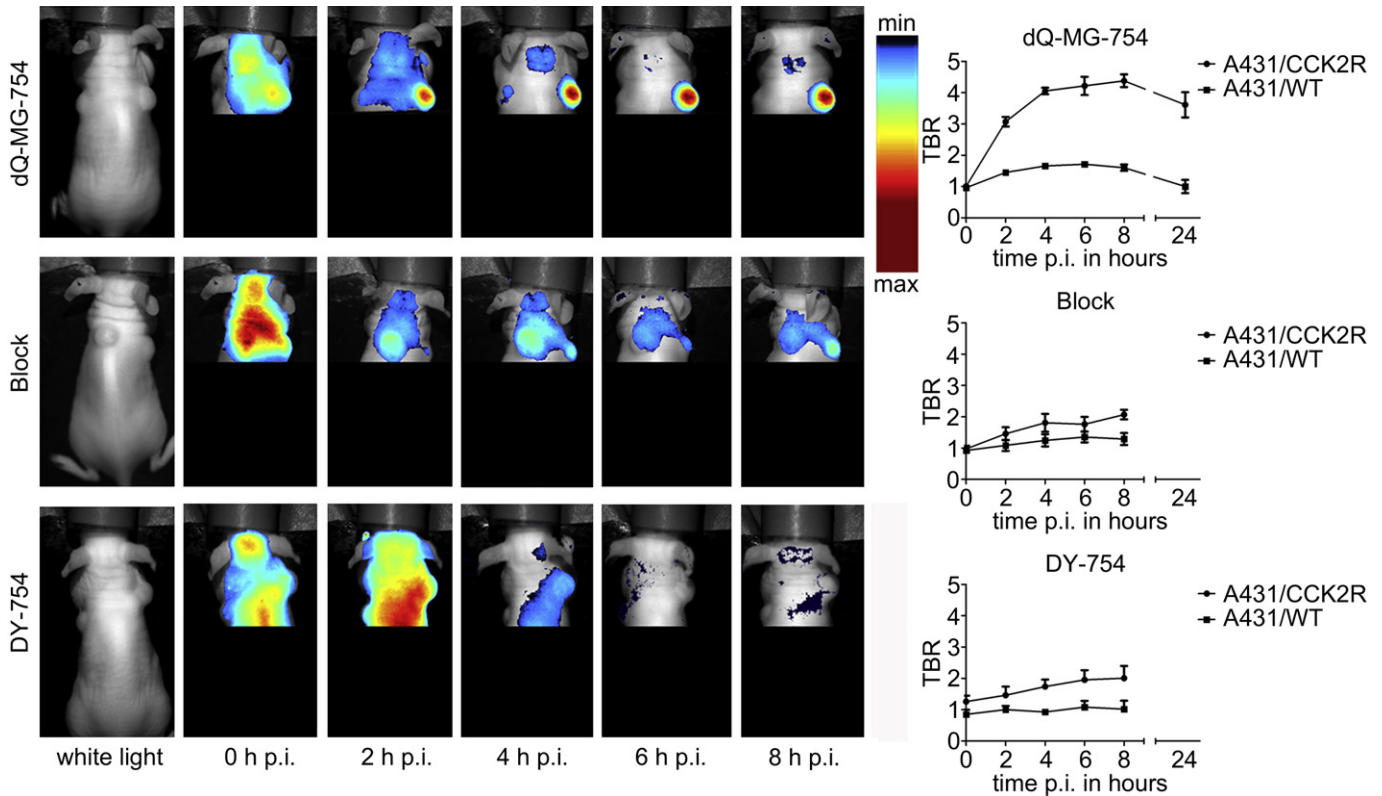 dQ-MG-754
Block
DY-754
white light
0 h p.i.
2 h p.i.
4 h p.i.
6 h p.i.
8 h p.i.
min
max
dQ-MG-754
TBR
5
4
3
2
1
0
0 2 4 6 8 24
time p.i. in hours
A431/CCK2R
A431/WT
Block
TBR
5
4
3
2
1
0
0 2 4 6 8 24
time p.i. in hours
A431/CCK2R
A431/WT
DY-754
TBR
5
4
3
2
1
0
0 2 4 6 8 24
time p.i. in hours
A431/CCK2R
A431/WT